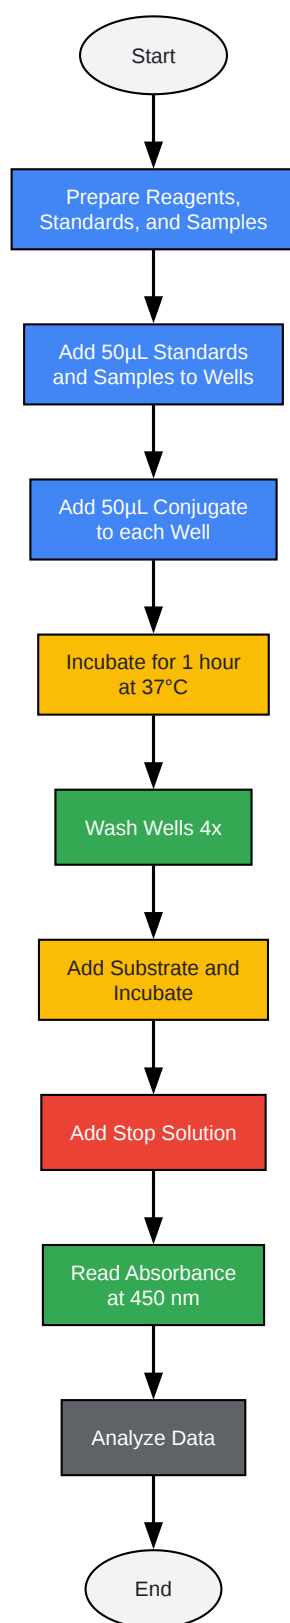 Start
Prepare Reagents,
Standards, and Samples
Add 50µL Standards
and Samples to Wells
Add 50µL Conjugate
to each Well
Incubate for 1 hour
at 37°C
Wash Wells 4x
Add Substrate and
Incubate
Add Stop Solution
Read Absorbance
at 450 nm
Analyze Data
End